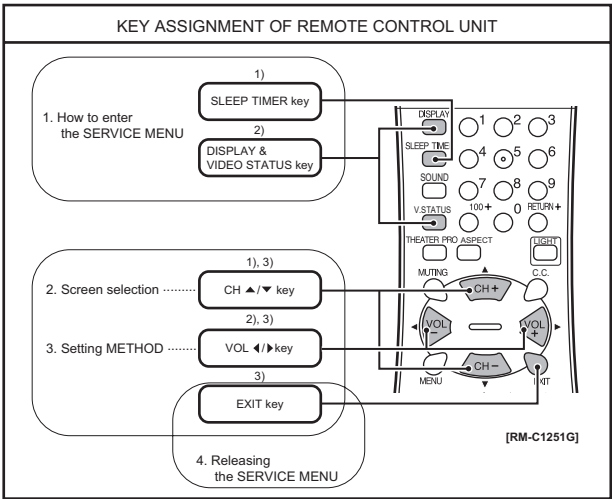 KEY ASSIGNMENT OF REMOTE CONTROL UNIT
1. How to enter
the SERVICE MENU
1)
SLEEP TIMER key
2)
DISPLAY &
VIDEO STATUS key
2. Screen selection
1), 3)
CH ▲/▼ key
3. Setting METHOD
2), 3)
VOL ◀/▶key
3)
EXIT key
4. Releasing
the SERVICE MENU
DISPLAY
1 2 3
SLEEP TIME
4 5 6
SOUND
7 8 9
V.STATUS 100+ 0 RETURN+
THEATER PRO ASPECT LIGHT
MUTING ▲ C.C.
CH +
◀ VOL - VOL + ▶
CH -
MENU ▼ EXIT
[RM-C1251G]